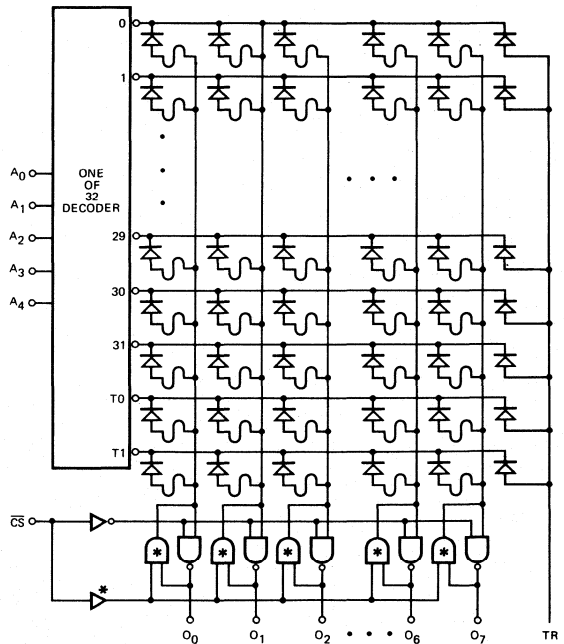 0
1
A0
A1
A2
A3
A4
ONE
OF
32
DECODER
29
30
31
T0
T1
CS
*
*
*
*
*
*
O0
O1
O2
O6
O7
TR